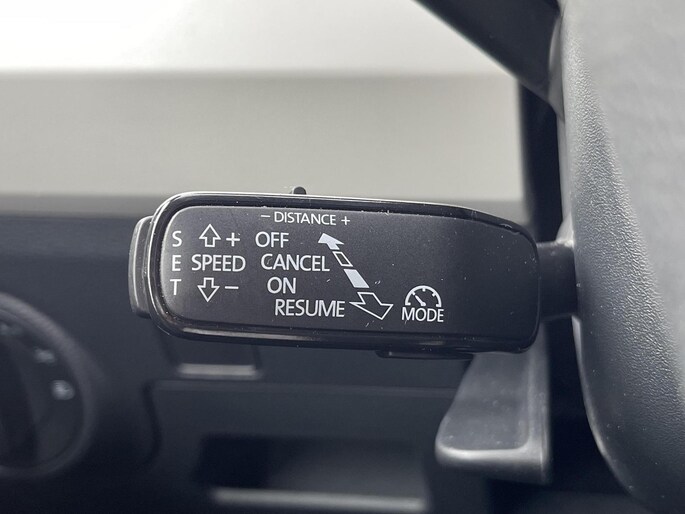 - DISTANCE +
S + OFF
E SPEED CANCEL
T - ON
RESUME
MODE